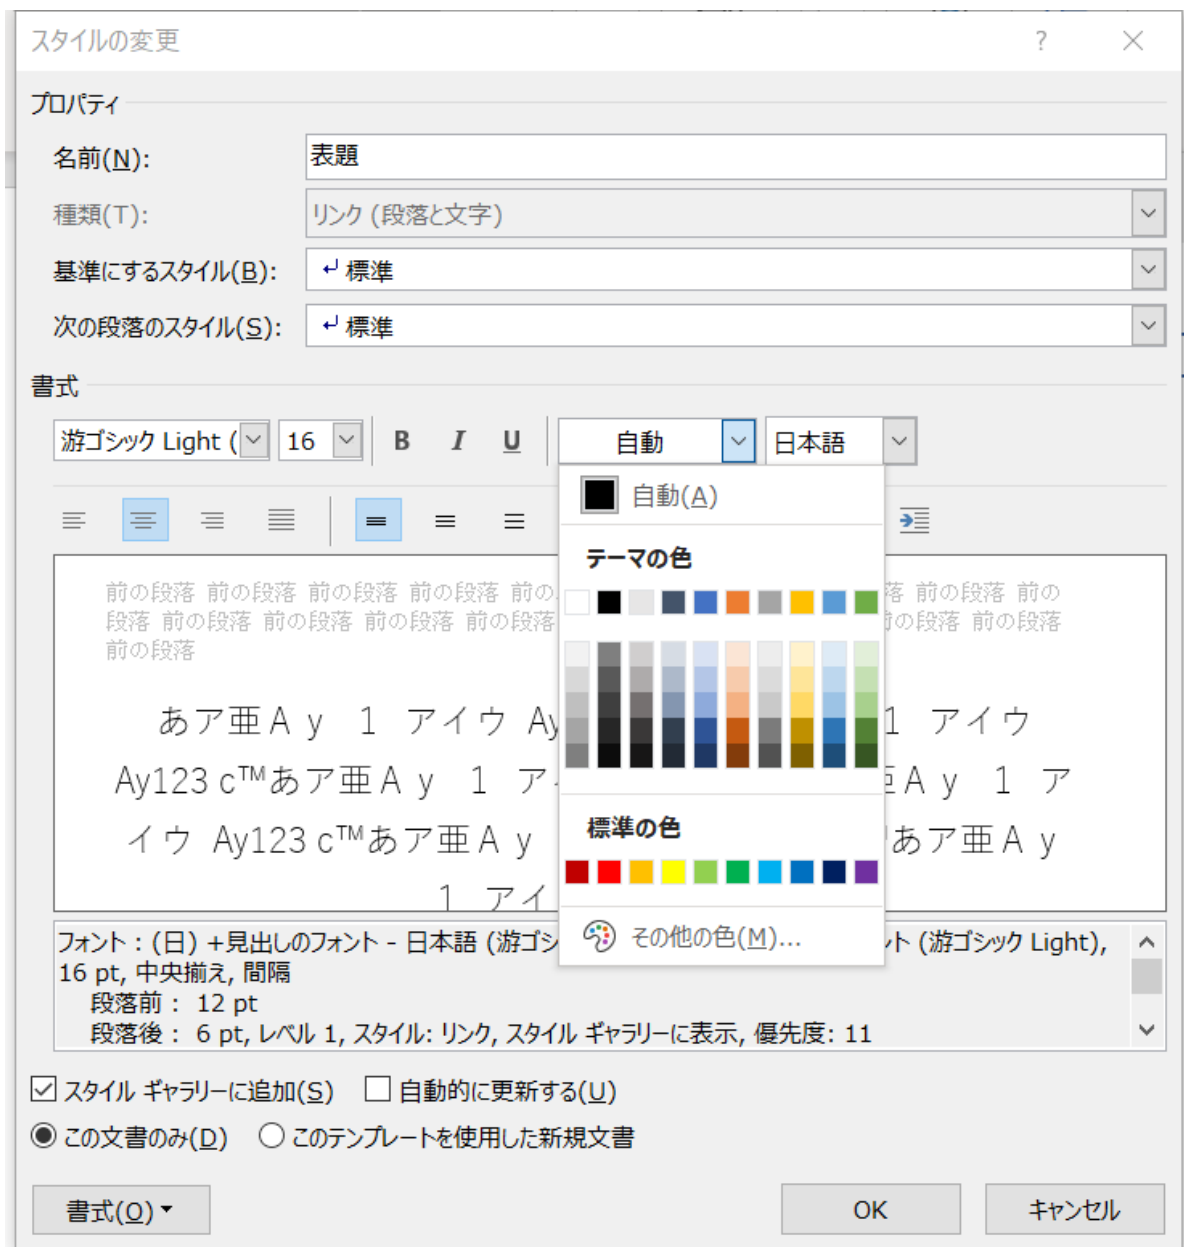 スタイルの変更
?
プロパティ
名前(N):
表題
種類(T):
リンク (段落と文字)
基準にするスタイル(B):
標準
次の段落のスタイル(S):
標準
書式
游ゴシック Light (
16
B I U
自動
日本語
自動(A)
テーマの色
標準の色
その他の色(M)...
前の段落 前の段落 前の段落 前の段落 前の 落 前の段落 前の
段落 前の段落 前の段落 前の段落 前の段落 前の段落 前の段落
前の段落
あア亜Ay 1 アイウ Ay 1 アイウ
Ay123 c™あア亜Ay 1 ア Ay 1 ア
イウ Ay123 c™あア亜Ay あア亜Ay
1 アイ
フォント : (日) +見出しのフォント - 日本語 (游ゴシ ント (游ゴシック Light),
16 pt, 中央揃え, 間隔
段落前 : 12 pt
段落後 : 6 pt, レベル 1, スタイル: リンク, スタイル ギャラリーに表示, 優先度: 11
スタイル ギャラリーに追加(S) 自動的に更新する(U)
この文書のみ(D) このテンプレートを使用した新規文書
書式(O)
OK
キャンセル